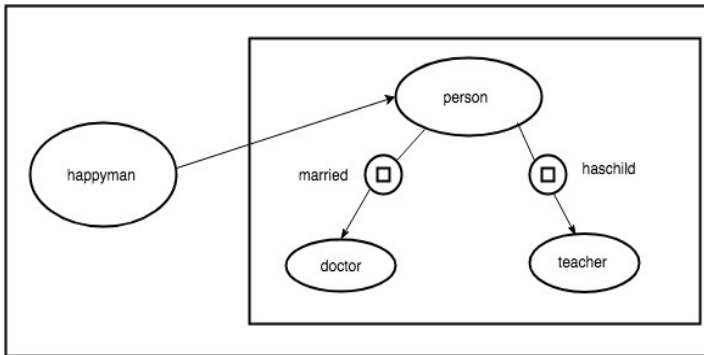 person
happyman
married
haschild
doctor
teacher